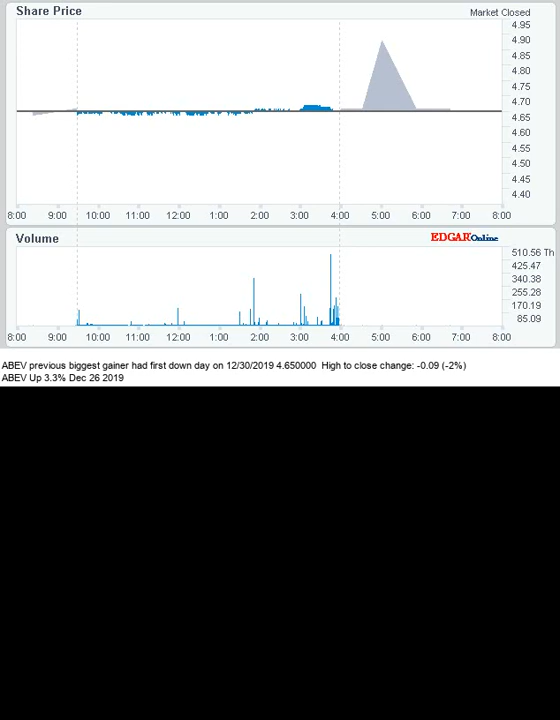 Share Price
Market Closed
4.95
4.90
4.85
4.80
4.75
4.70
4.65
4.60
4.55
4.50
4.45
4.40
8:00 9:00 10:00 11:00 12:00 1:00 2:00 3:00 4:00 5:00 6:00 7:00 8:00
Volume
EDGAROnline
510.56 Th
425.47
340.38
255.28
170.19
85.09
8:00 9:00 10:00 11:00 12:00 1:00 2:00 3:00 4:00 5:00 6:00 7:00 8:00
ABEV previous biggest gainer had first down day on 12/30/2019 4.650000 High to close change: -0.09 (-2%)
ABEV Up 3.3% Dec 26 2019